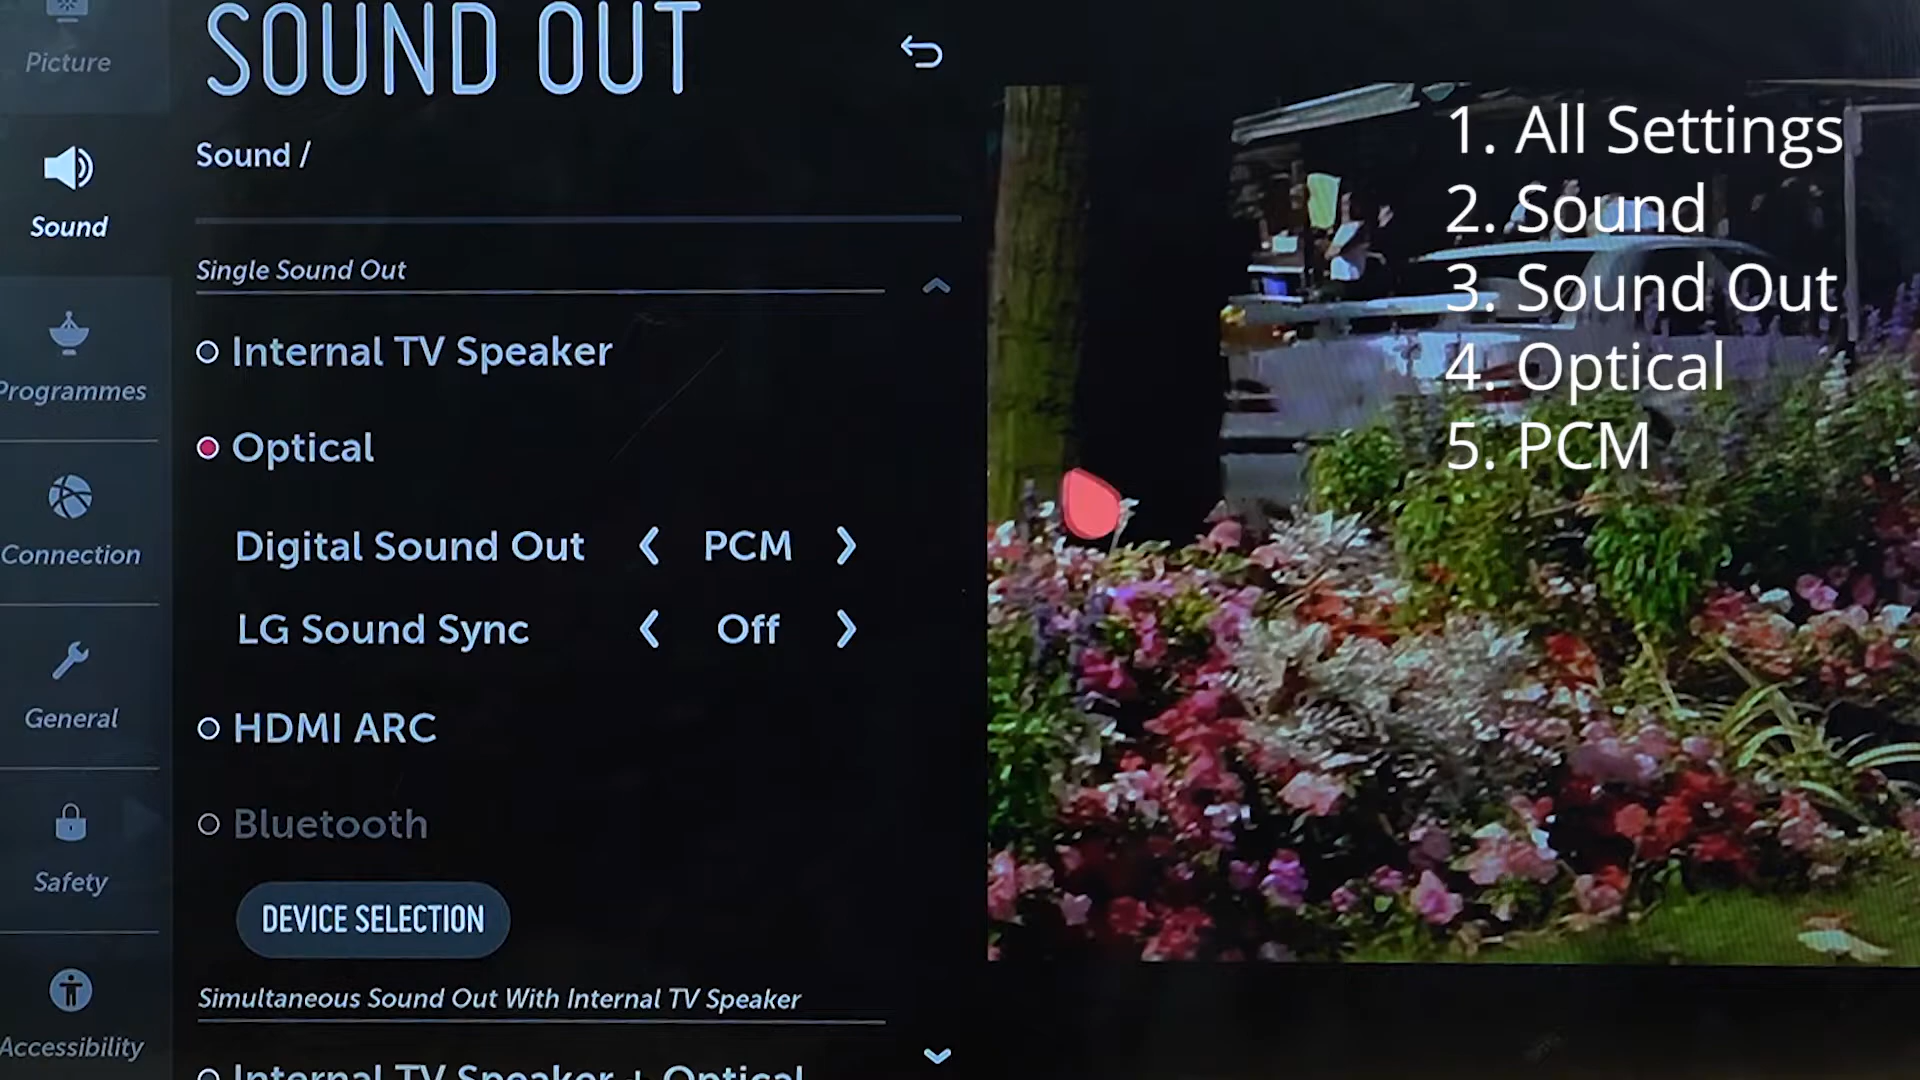 SOUND OUT
Picture
Sound /
Sound
Single Sound Out
Internal TV Speaker
Programmes
Optical
Digital Sound Out PCM
Connection
LG Sound Sync Off
General
HDMI ARC
Bluetooth
Safety
DEVICE SELECTION
Simultaneous Sound Out With Internal TV Speaker
Accessibility
Internal TV Speaker + Optical
1. All Settings
2. Sound
3. Sound Out
4. Optical
5. PCM